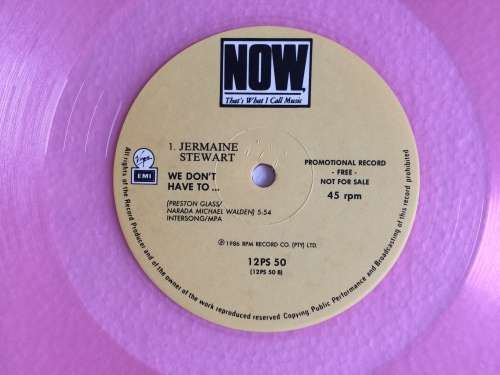 NOW,
That's What I Call Music
1. JERMAINE
STEWART
WE DON'T
HAVE TO ...
(PRESTON GLASS/
NARADA MICHAEL WALDEN) 5:54
INTERSONG/MPA
Virgin
EMI
PROMOTIONAL RECORD
- FREE -
NOT FOR SALE
45 rpm
℗ 1986 RPM RECORD CO. (PTY) LTD.
12PS 50
(12PS 50 B)
All rights of the Record Producer and of the owner of the work reproduced reserved Copying, Public Performance and Broadcasting of this record prohibited